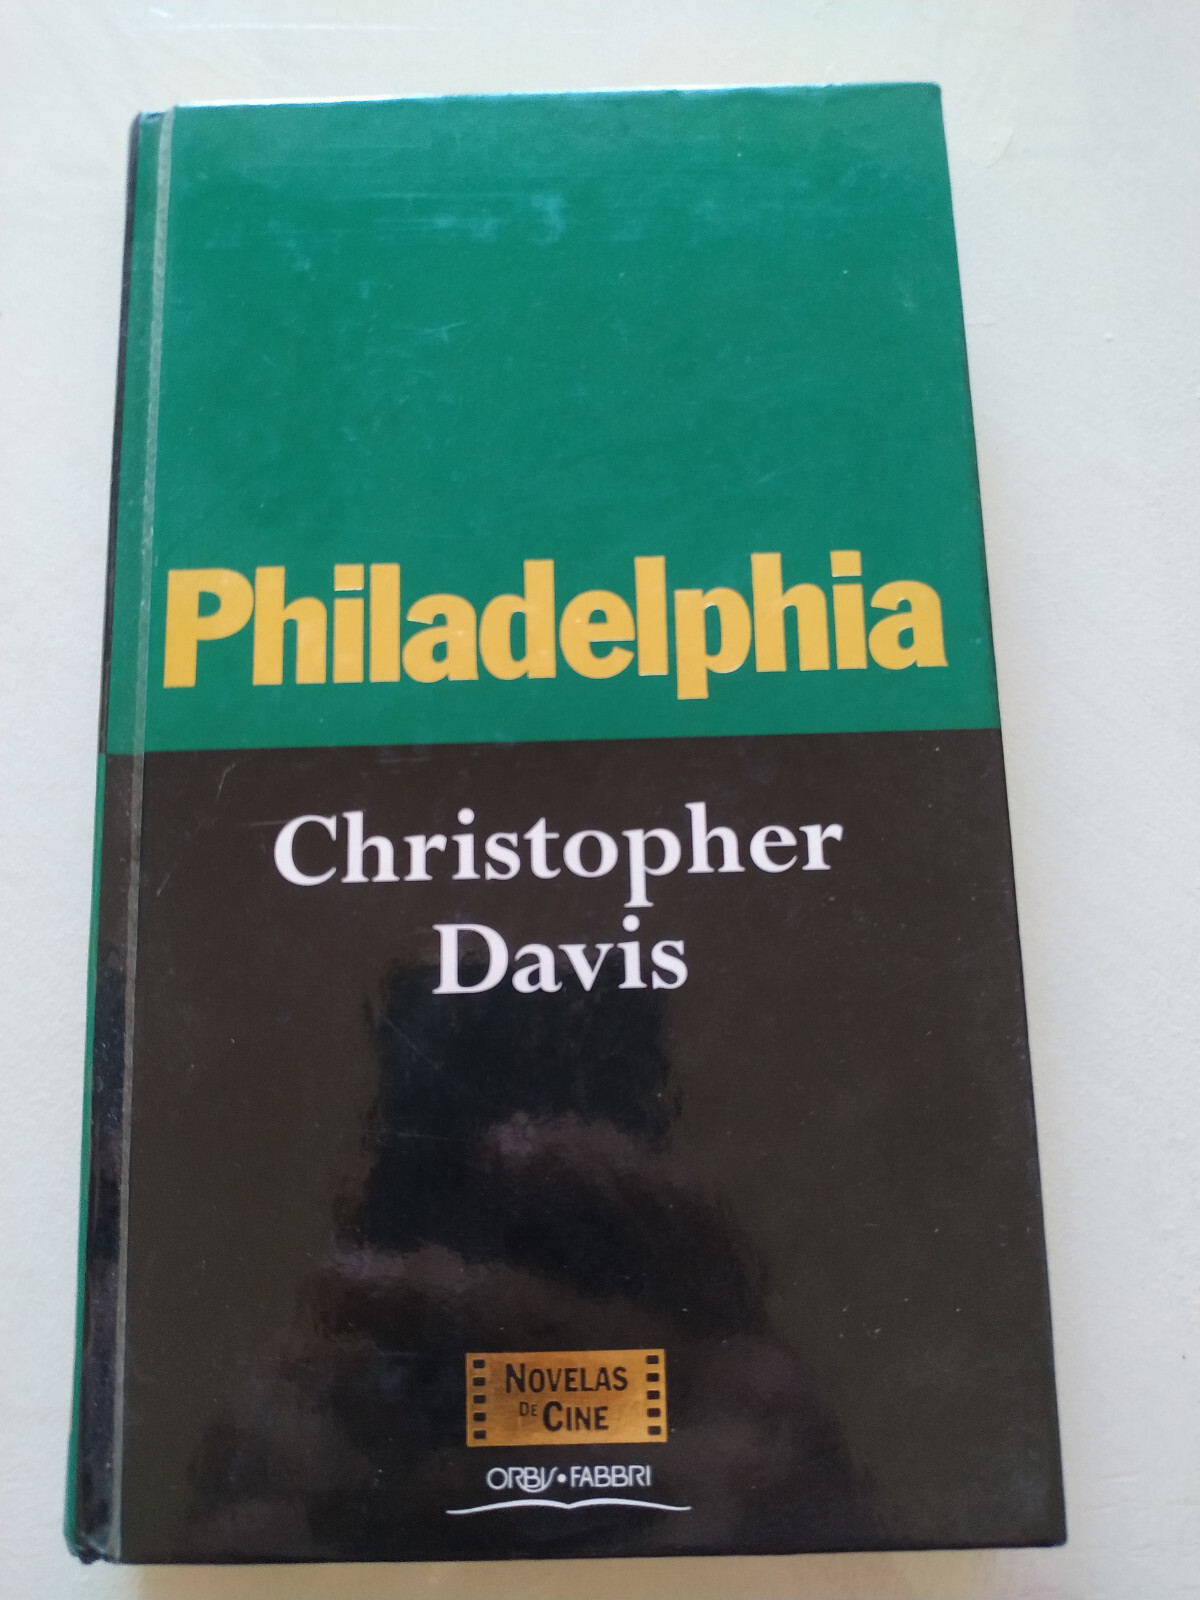 Philadelphia
Christopher
Davis
NOVELAS
DE CINE
ORBIS • FABBRI